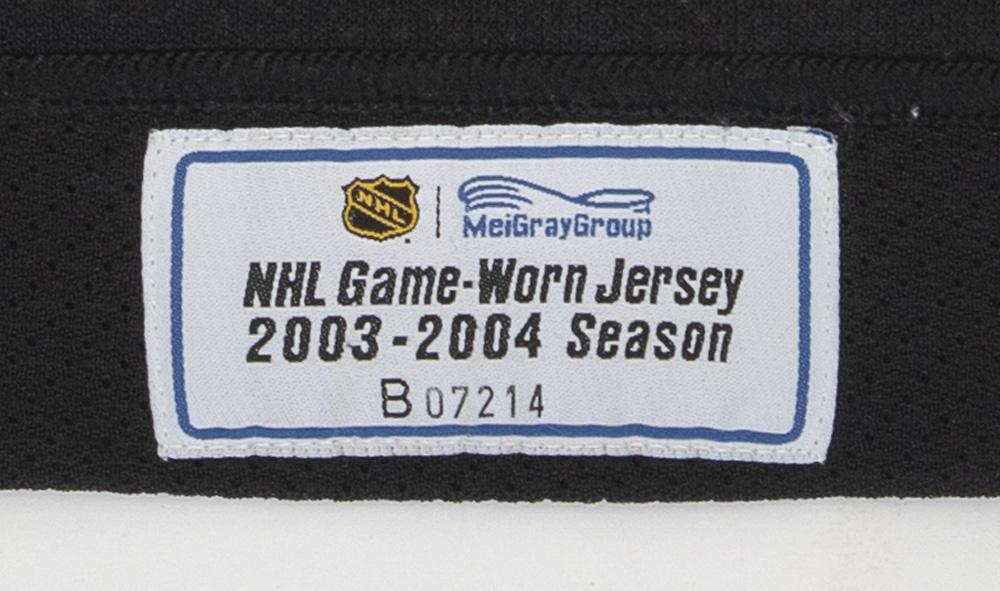 NHL MeiGrayGroup
NHL Game-Worn Jersey
2003-2004 Season
B 07214